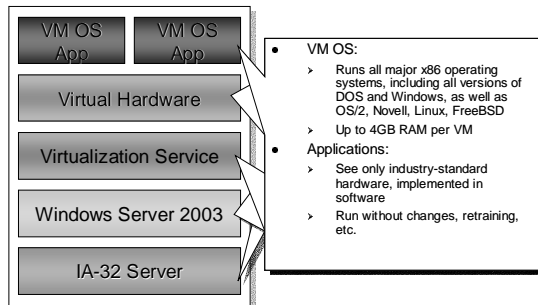 VM OS
App
VM OS
App
Virtual Hardware
Virtualization Service
Windows Server 2003
IA-32 Server
VM OS:
Runs all major x86 operating
systems, including all versions of
DOS and Windows, as well as
OS/2, Novell, Linux, FreeBSD
Up to 4GB RAM per VM
Applications:
See only industry-standard
hardware, implemented in
software
Run without changes, retraining,
etc.